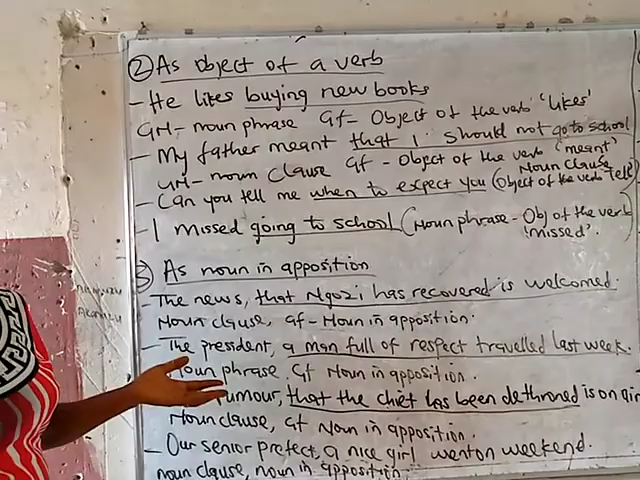 ② As object of a verb
- He likes buying new books
GN- noun phrase Gf- Object of the verb 'likes'
- My father meant that I should not go to school
GN- noun clause Gf - Object of the verb 'meant'
- Can you tell me when to expect you (Noun clause Object of the verb Tell)
- I missed going to school (Noun phrase - Obj of the verb 'missed'.
③ As noun in apposition
- The news, that Ngozi has recovered is welcomed.
Noun clause, Gf - Noun in apposition.
- The president, a man full of respect travelled last week.
Noun phrase Gf Noun in apposition.
rumour, that the chief has been dethroned is on air
Noun clause, Gf Noun in apposition.
- Our senior prefect, a nice girl went on weekend.
noun clause, noun in apposition.